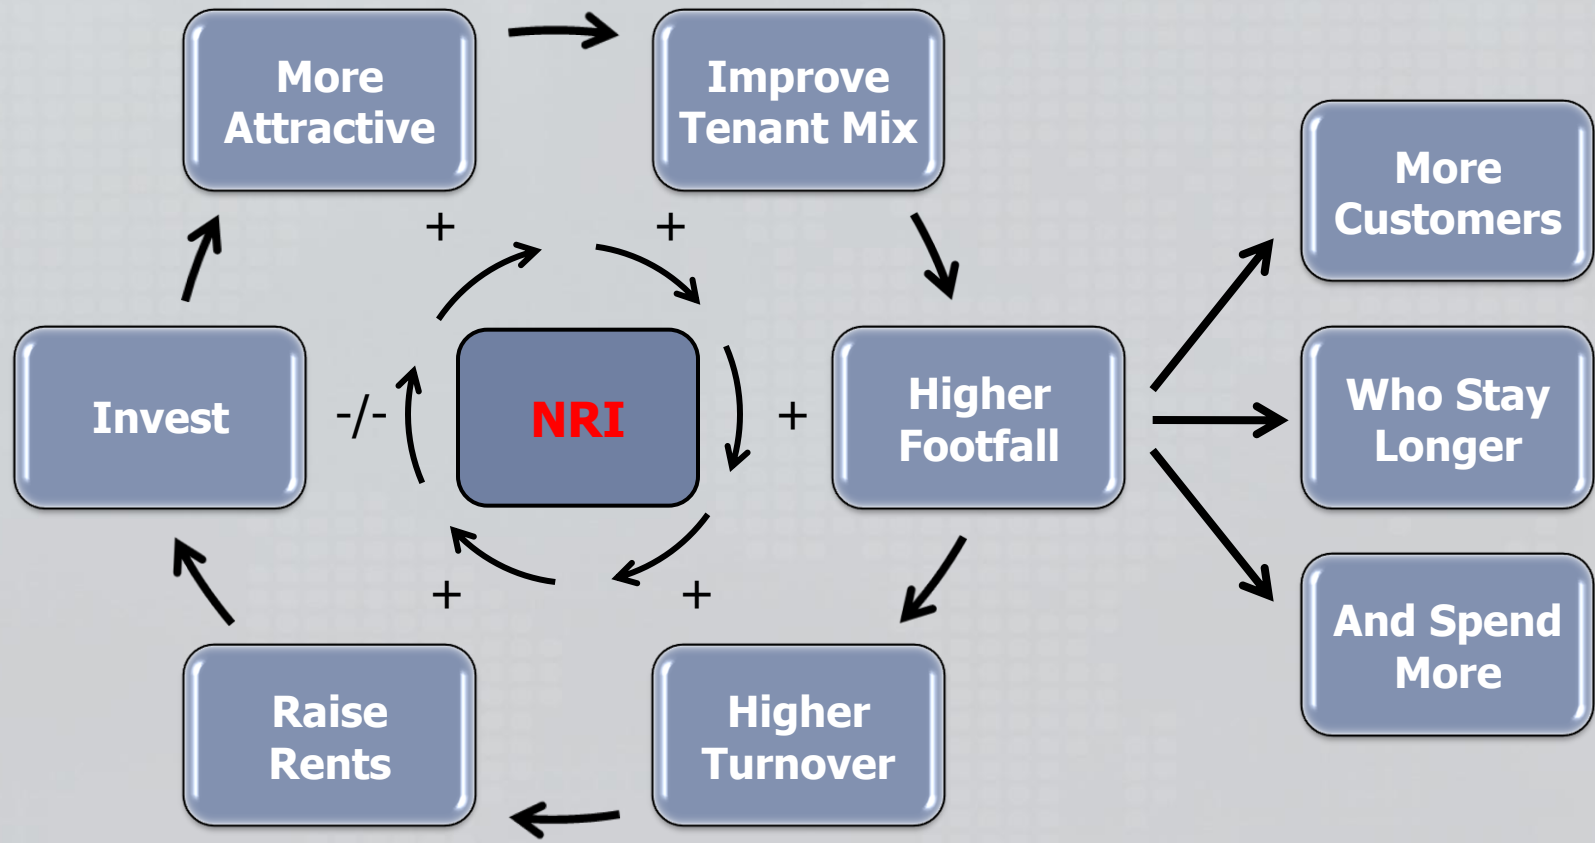 More
Attractive
Improve
Tenant Mix
More
Customers
+
+
Invest
-/-
NRI
+
Higher
Footfall
Who Stay
Longer
+
+
Raise
Rents
Higher
Turnover
And Spend
More